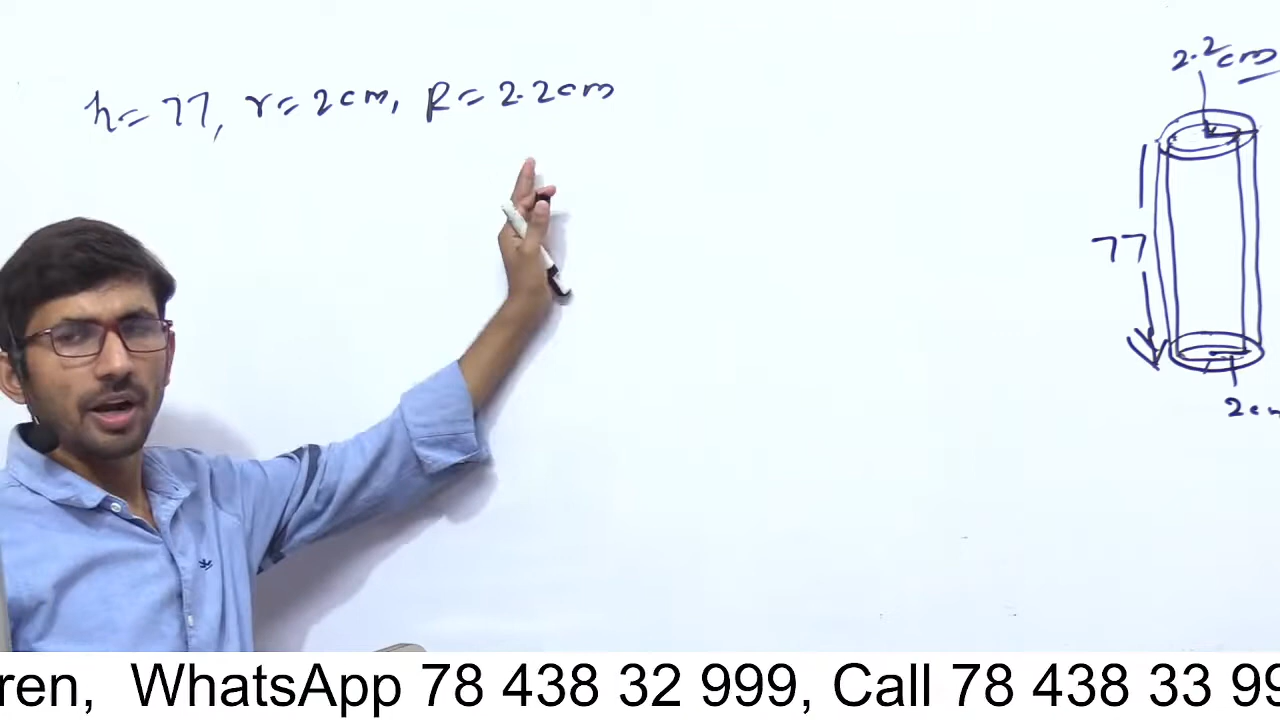 h = 77, r = 2cm, R = 2.2cm
2.2cm
77
2cm
ren, WhatsApp 78 438 32 999, Call 78 438 33 99